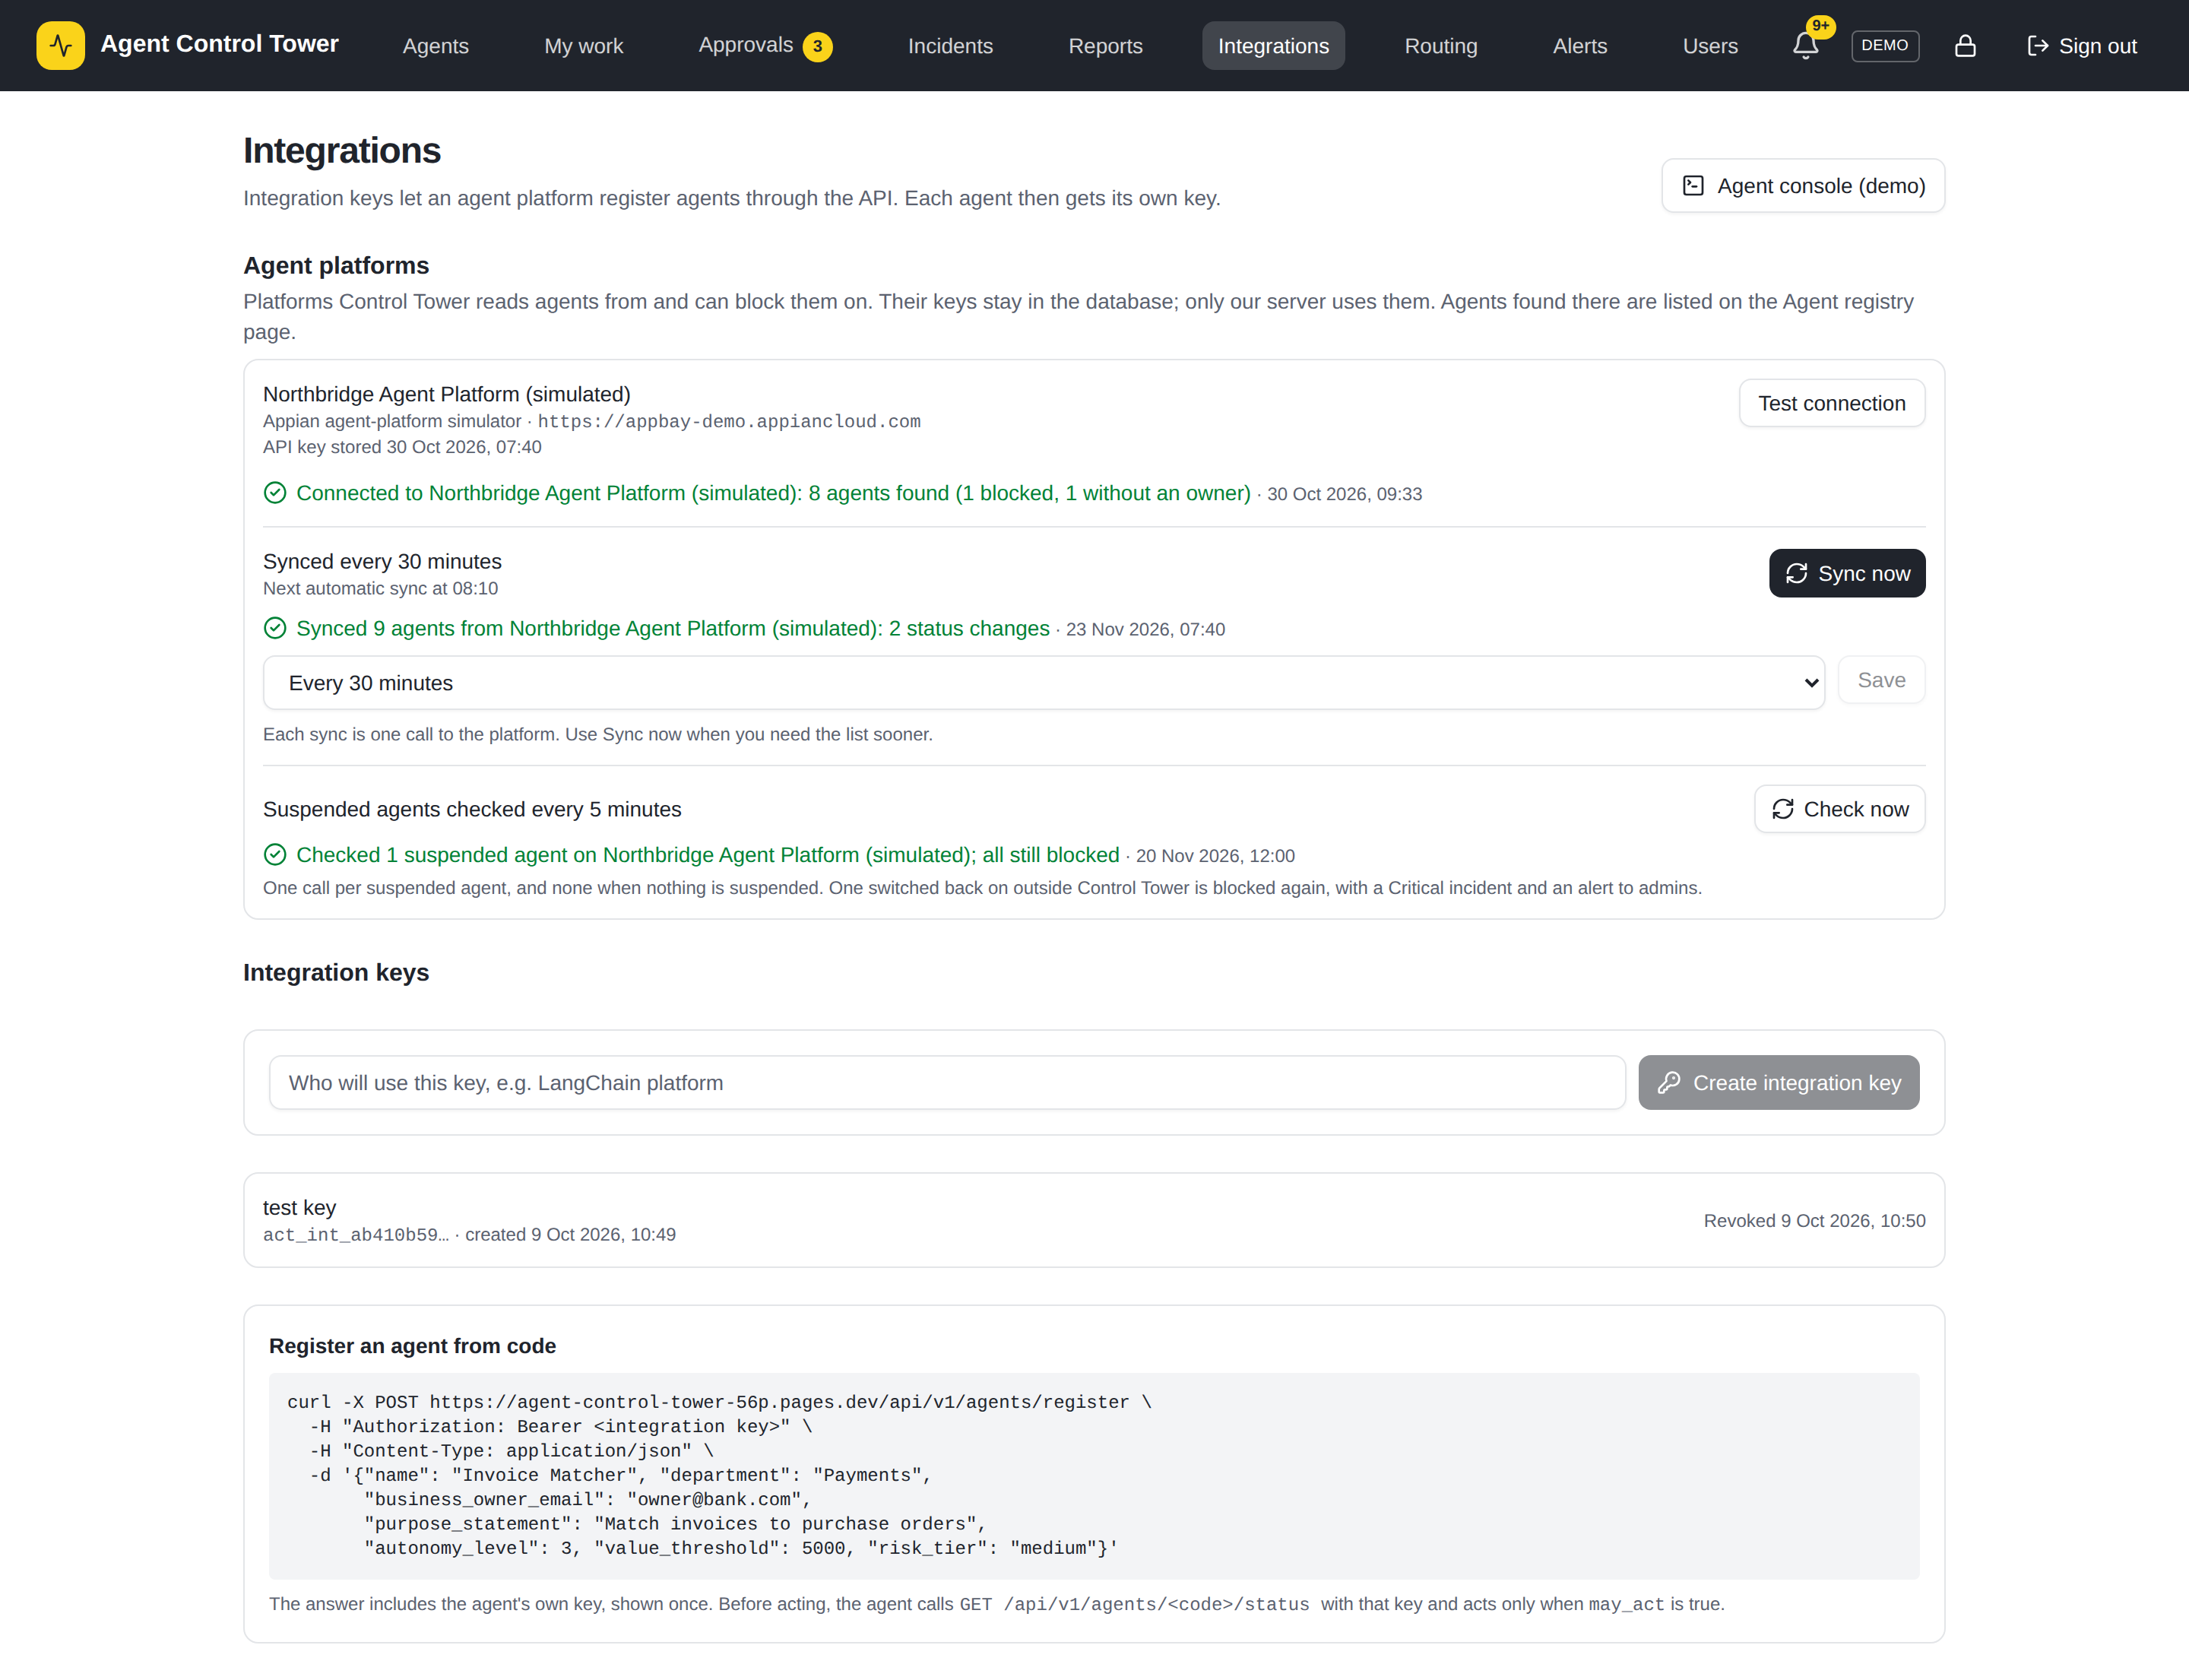 Agent Control Tower
Agents
My work
Approvals 3
Incidents
Reports
Integrations
Routing
Alerts
Users
9+
DEMO
Sign out
Integrations
Integration keys let an agent platform register agents through the API. Each agent then gets its own key.
Agent console (demo)
Agent platforms
Platforms Control Tower reads agents from and can block them on. Their keys stay in the database; only our server uses them. Agents found there are listed on the Agent registry
page.
Northbridge Agent Platform (simulated)
Appian agent-platform simulator · https://appbay-demo.appiancloud.com
API key stored 30 Oct 2026, 07:40
Test connection
Connected to Northbridge Agent Platform (simulated): 8 agents found (1 blocked, 1 without an owner) · 30 Oct 2026, 09:33
Synced every 30 minutes
Next automatic sync at 08:10
Sync now
Synced 9 agents from Northbridge Agent Platform (simulated): 2 status changes · 23 Nov 2026, 07:40
Every 30 minutes
Save
Each sync is one call to the platform. Use Sync now when you need the list sooner.
Suspended agents checked every 5 minutes
Check now
Checked 1 suspended agent on Northbridge Agent Platform (simulated); all still blocked · 20 Nov 2026, 12:00
One call per suspended agent, and none when nothing is suspended. One switched back on outside Control Tower is blocked again, with a Critical incident and an alert to admins.
Integration keys
Who will use this key, e.g. LangChain platform
Create integration key
test key
act_int_ab410b59… · created 9 Oct 2026, 10:49
Revoked 9 Oct 2026, 10:50
Register an agent from code
curl -X POST https://agent-control-tower-56p.pages.dev/api/v1/agents/register \
  -H "Authorization: Bearer <integration key>" \
  -H "Content-Type: application/json" \
  -d '{"name": "Invoice Matcher", "department": "Payments",
       "business_owner_email": "owner@bank.com",
       "purpose_statement": "Match invoices to purchase orders",
       "autonomy_level": 3, "value_threshold": 5000, "risk_tier": "medium"}'
The answer includes the agent's own key, shown once. Before acting, the agent calls GET /api/v1/agents/<code>/status with that key and acts only when may_act is true.